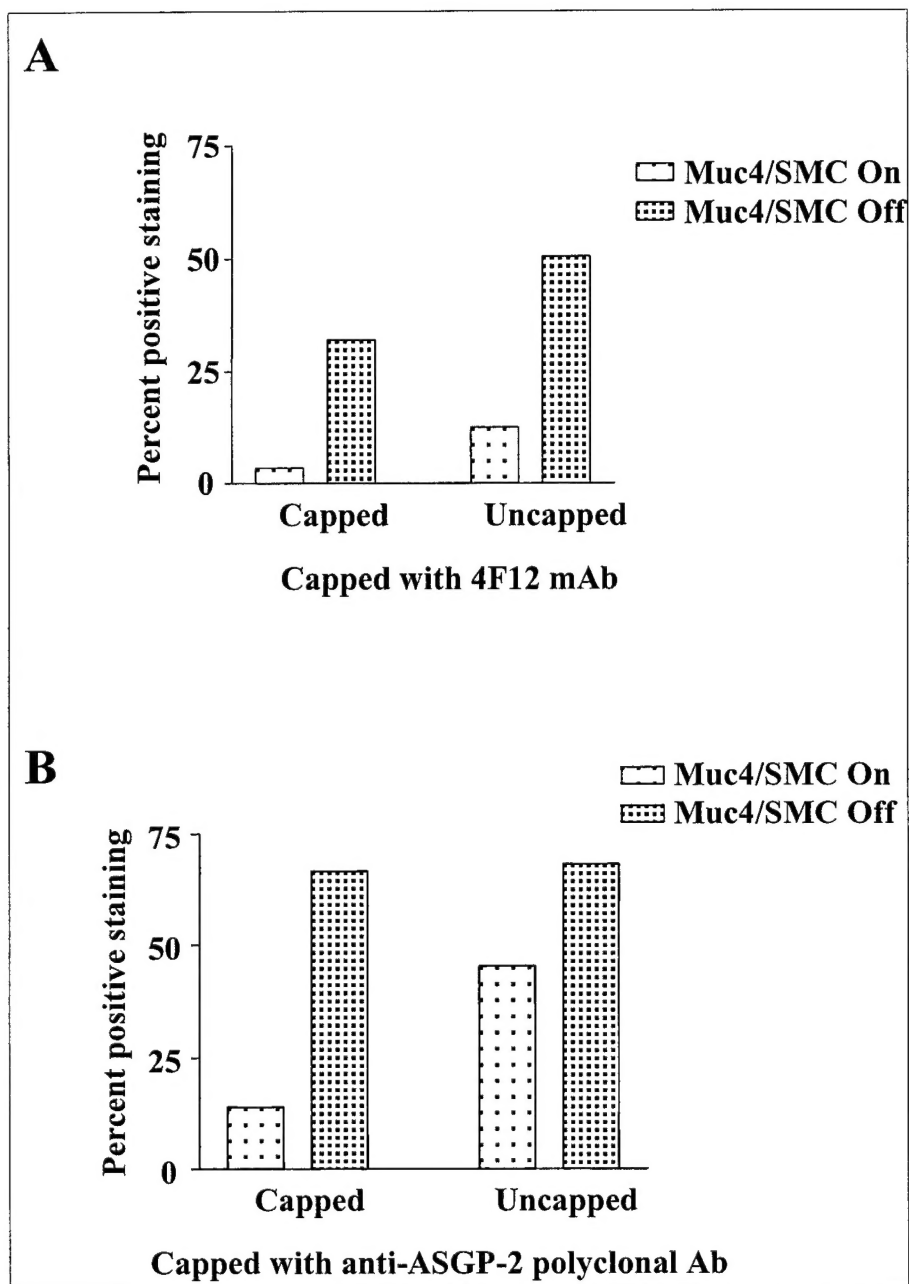 A
Percent positive staining
75
50
25
0
Muc4/SMC On
Muc4/SMC Off
Capped
Uncapped
Capped with 4F12 mAb
B
Percent positive staining
75
50
25
0
Muc4/SMC On
Muc4/SMC Off
Capped
Uncapped
Capped with anti-ASGP-2 polyclonal Ab